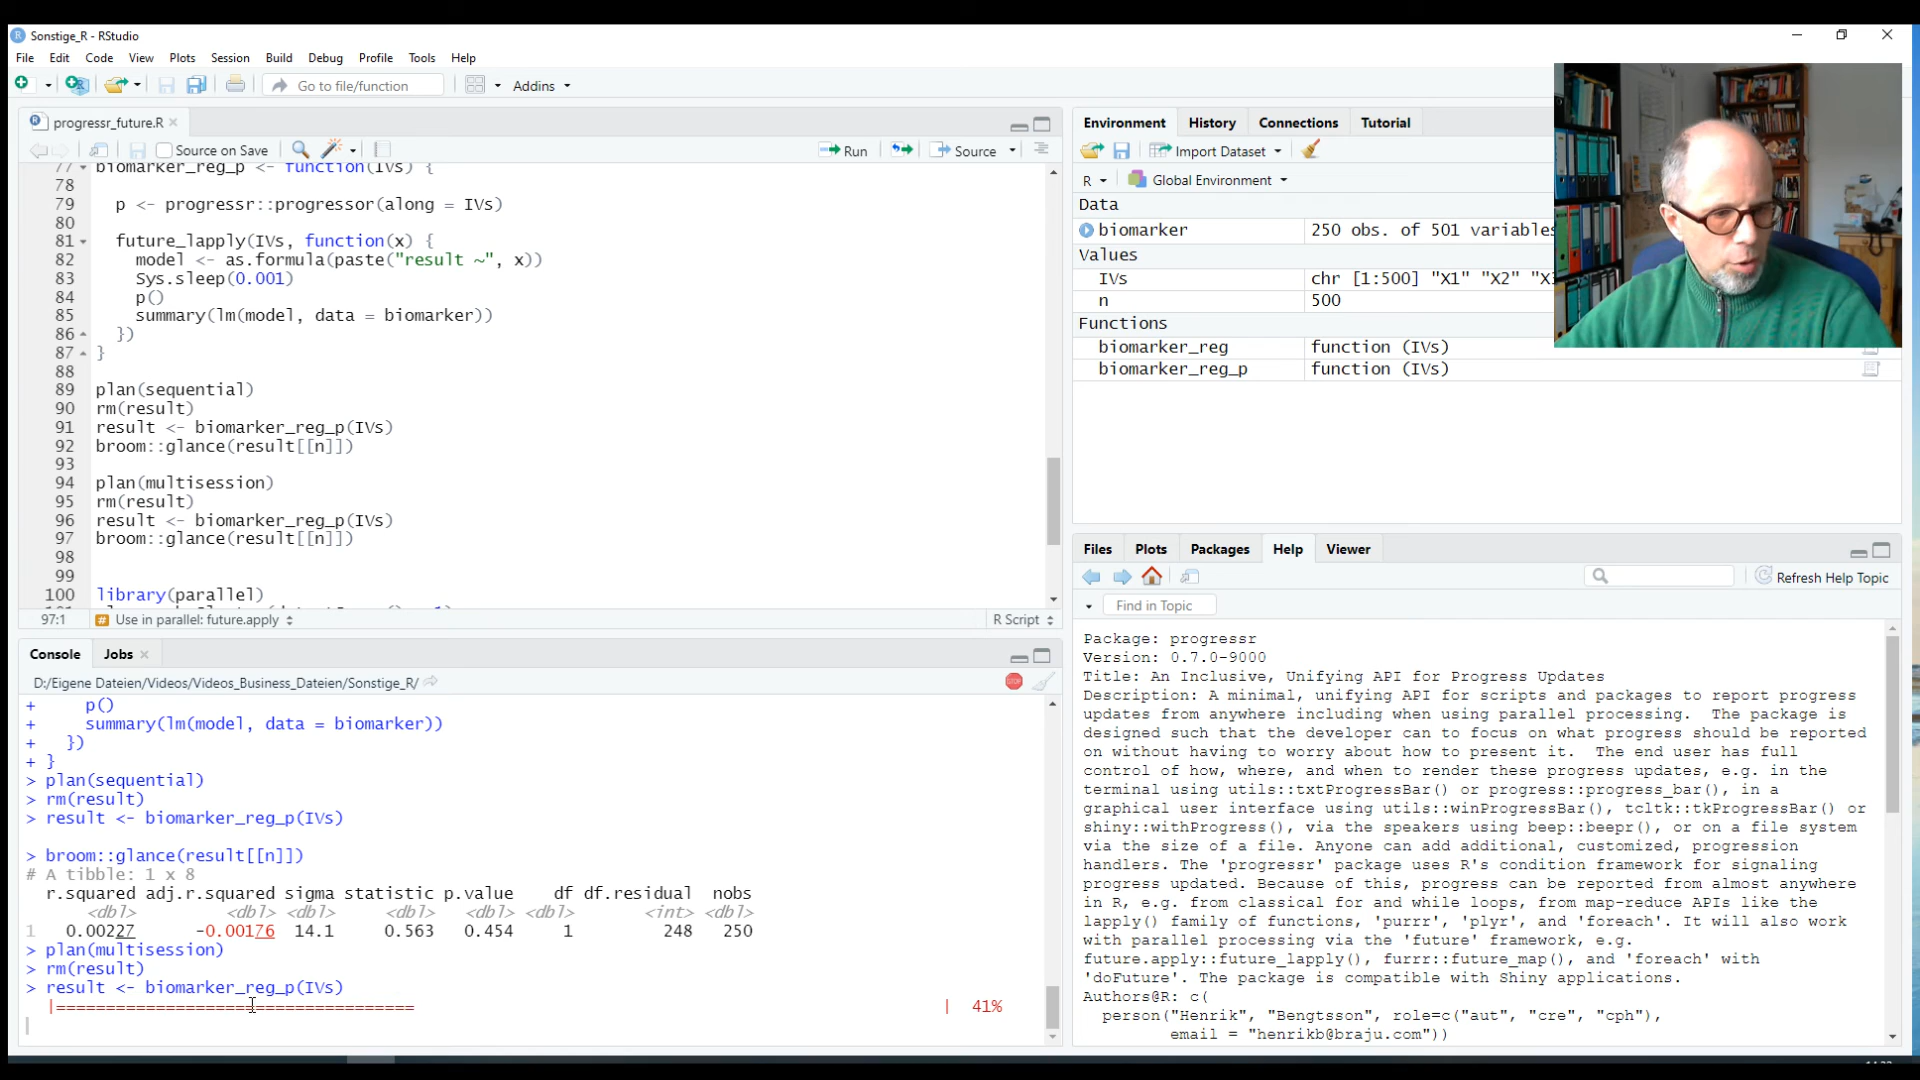 Sonstige_R - RStudio
File Edit Code View Plots Session Build Debug Profile Tools Help
Go to file/function Addins
progressr_future.R
Source on Save Run Source
77 biomarker_reg_p <- function(IVs) {
78
79 p <- progressr::progressor(along = IVs)
80
81 future_lapply(IVs, function(x) {
82 model <- as.formula(paste("result ~", x))
83 Sys.sleep(0.001)
84 p()
85 summary(lm(model, data = biomarker))
86 })
87 }
88
89 plan(sequential)
90 rm(result)
91 result <- biomarker_reg_p(IVs)
92 broom::glance(result[[n]])
93
94 plan(multisession)
95 rm(result)
96 result <- biomarker_reg_p(IVs)
97 broom::glance(result[[n]])
98
99
100 library(parallel)
97:1 # Use in parallel: future.apply R Script
Console Jobs
D:/Eigene Dateien/Videos/Videos_Business_Dateien/Sonstige_R/
STOP
+ p()
+ summary(lm(model, data = biomarker))
+ })
+ }
> plan(sequential)
> rm(result)
> result <- biomarker_reg_p(IVs)
> broom::glance(result[[n]])
# A tibble: 1 x 8
r.squared adj.r.squared sigma statistic p.value df df.residual nobs
<dbl> <dbl> <dbl> <dbl> <dbl> <dbl> <int> <dbl>
1 0.00227 -0.00176 14.1 0.563 0.454 1 248 250
> plan(multisession)
> rm(result)
> result <- biomarker_reg_p(IVs)
|==================================== | 41%
Environment History Connections Tutorial
Import Dataset
R Global Environment
Data
biomarker 250 obs. of 501 variables
Values
IVs chr [1:500] "X1" "X2"
n 500
Functions
biomarker_reg function (IVs)
biomarker_reg_p function (IVs)
Files Plots Packages Help Viewer
Refresh Help Topic
Find in Topic
Package: progressr
Version: 0.7.0-9000
Title: An Inclusive, Unifying API for Progress Updates
Description: A minimal, unifying API for scripts and packages to report progress
updates from anywhere including when using parallel processing. The package is
designed such that the developer can to focus on what progress should be reported
on without having to worry about how to present it. The end user has full
control of how, where, and when to render these progress updates, e.g. in the
terminal using utils::txtProgressBar() or progress::progress_bar(), in a
graphical user interface using utils::winProgressBar(), tcltk::tkProgressBar() or
shiny::withProgress(), via the speakers using beep::beepr(), or on a file system
via the size of a file. Anyone can add additional, customized, progression
handlers. The 'progressr' package uses R's condition framework for signaling
progress updated. Because of this, progress can be reported from almost anywhere
in R, e.g. from classical for and while loops, from map-reduce APIs like the
lapply() family of functions, 'purrr', 'plyr', and 'foreach'. It will also work
with parallel processing via the 'future' framework, e.g.
future.apply::future_lapply(), furrr::future_map(), and 'foreach' with
'doFuture'. The package is compatible with Shiny applications.
Authors@R: c(
person("Henrik", "Bengtsson", role=c("aut", "cre", "cph"),
email = "henrikb@braju.com"))